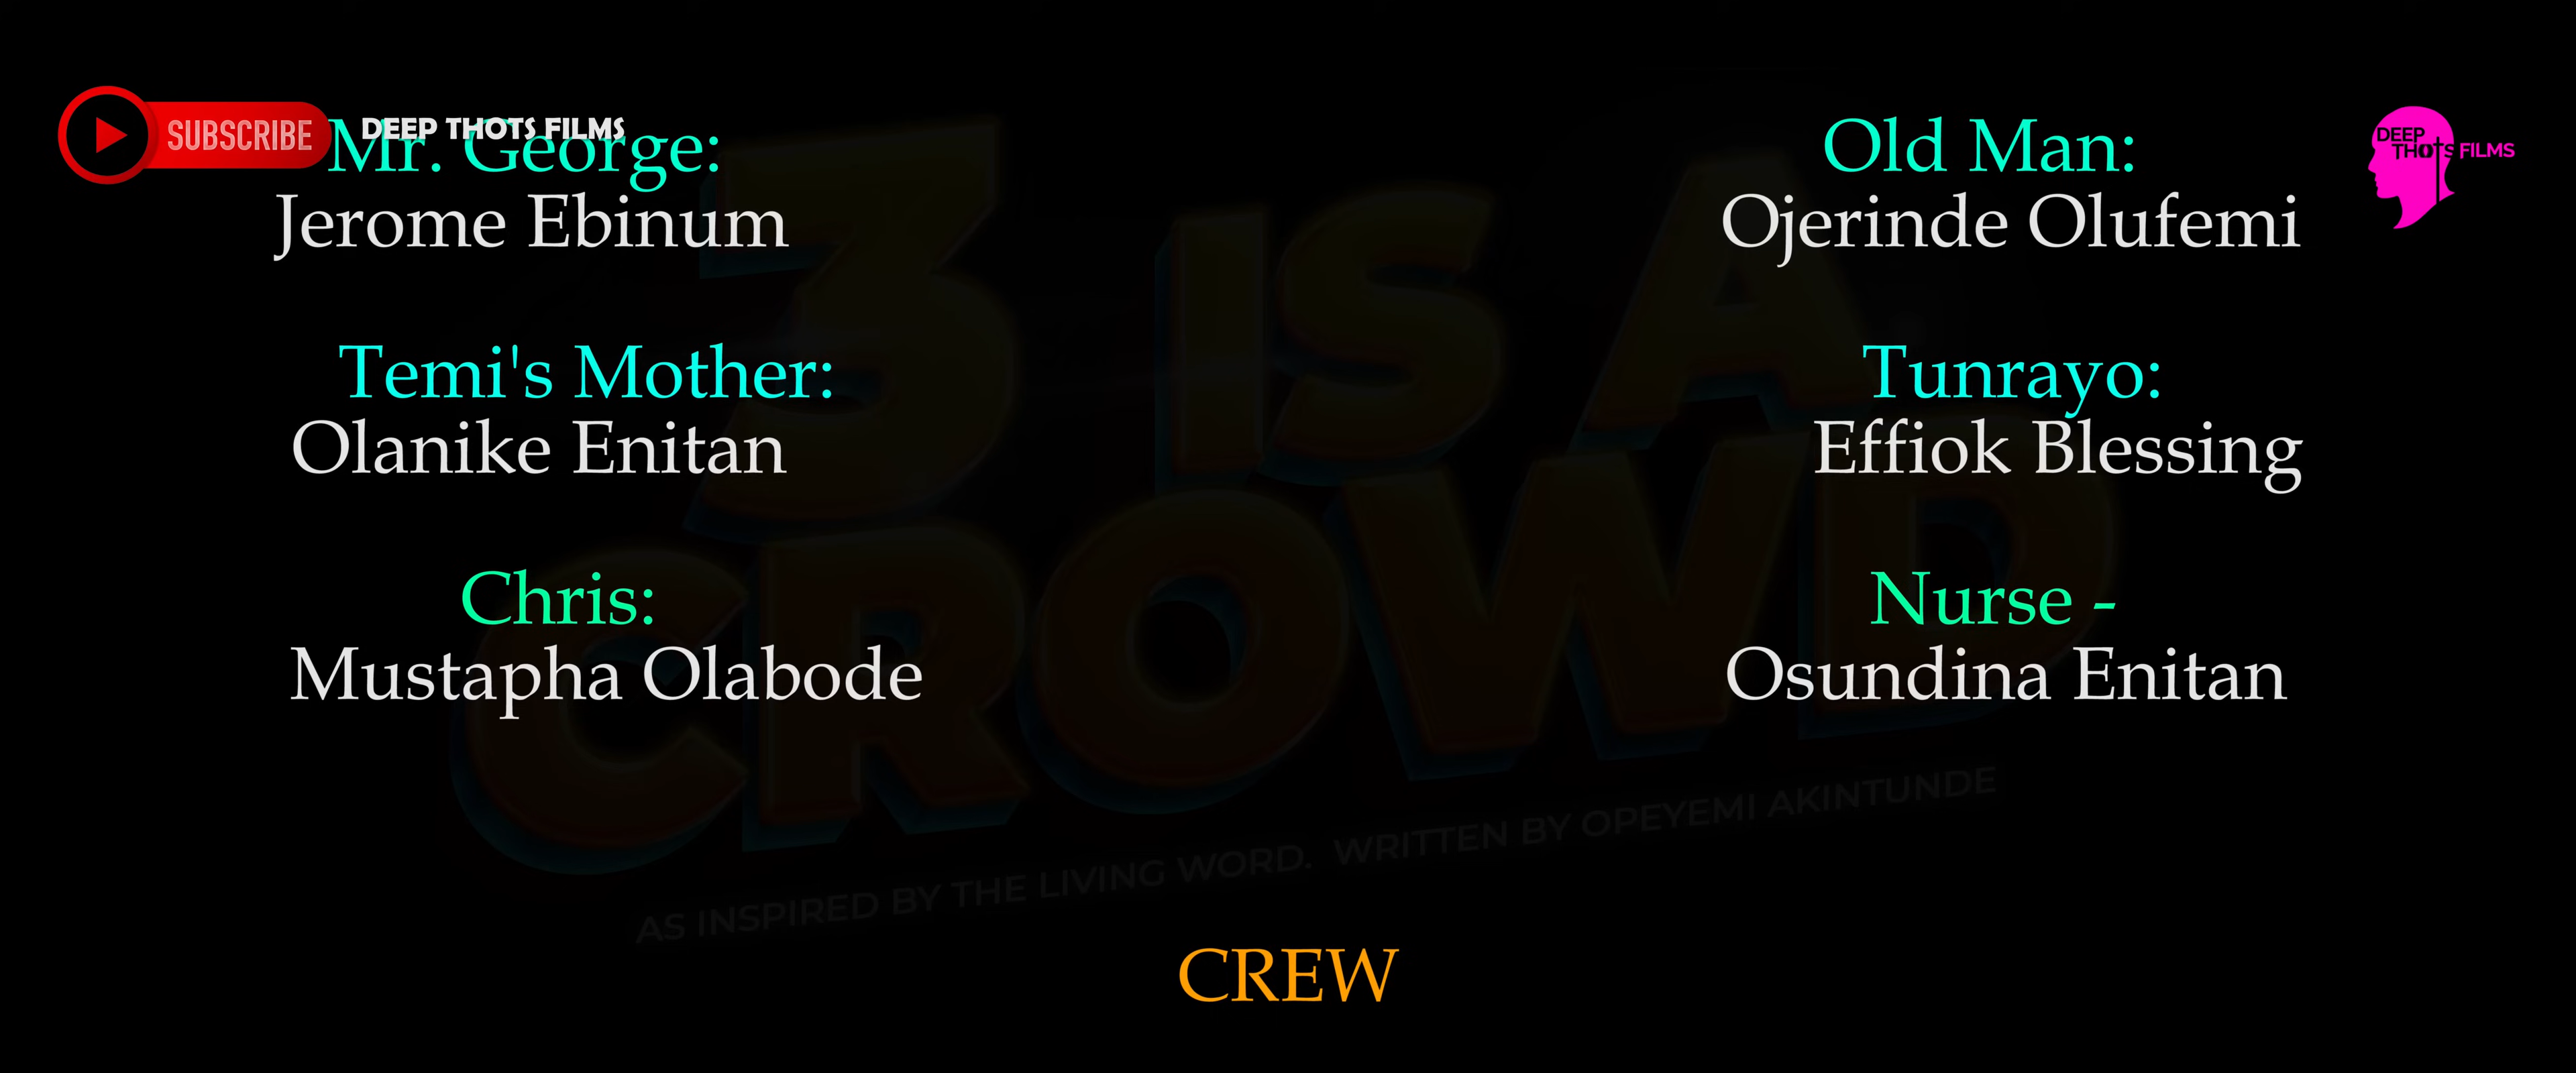 SUBSCRIBE
DEEP THOTS FILMS
Mr. George:
Jerome Ebinum
Old Man:
Ojerinde Olufemi
DEEP
THOTS FILMS
Temi's Mother:
Olanike Enitan
Tunrayo:
Effiok Blessing
Chris:
Mustapha Olabode
Nurse -
Osundina Enitan
3 IS A
CROWD
AS INSPIRED BY THE LIVING WORD. WRITTEN BY OPEYEMI AKINTUNDE
CREW